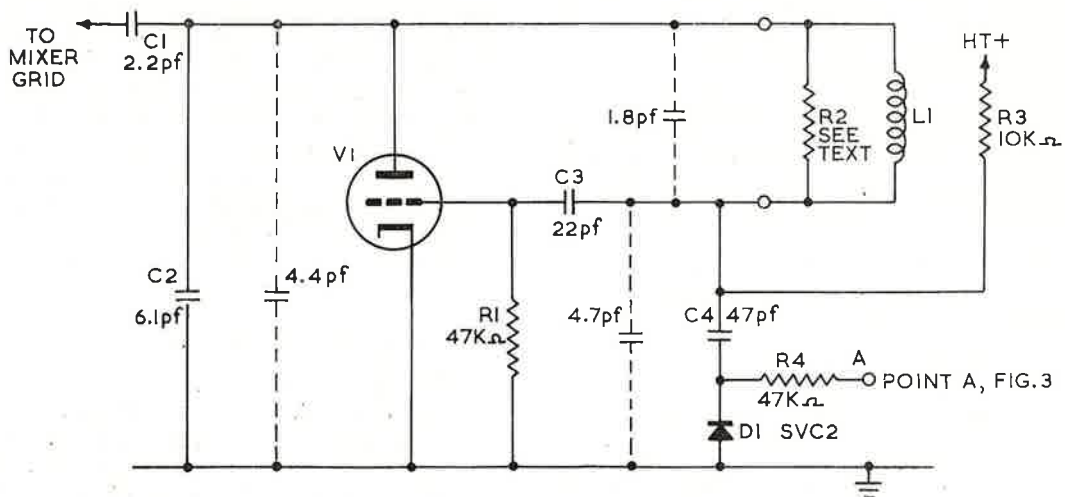 TO
MIXER
GRID
C1
2.2pf
C2
6.1pf
4.4pf
V1
R1
47KΩ
C3
22pf
1.8pf
4.7pf
R2
SEE
TEXT
L1
HT+
R3
10KΩ
C4 47pf
R4
47KΩ
A
POINT A, FIG.3
D1 SVC2